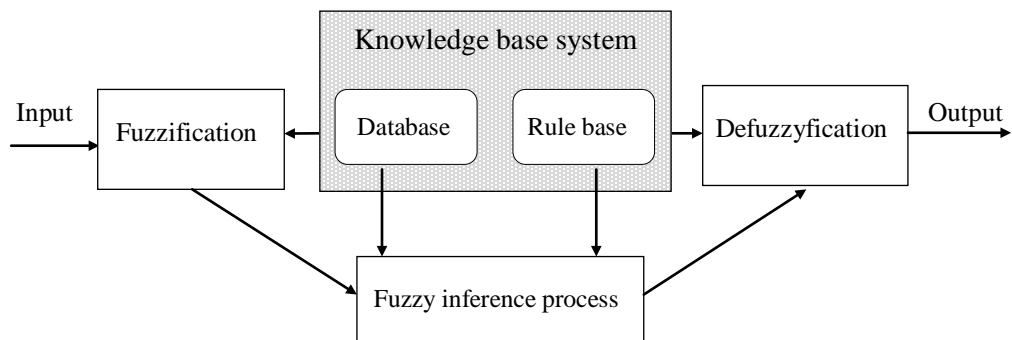 Knowledge base system
Input
Fuzzification
Database
Rule base
Defuzzyfication
Output
Fuzzy inference process